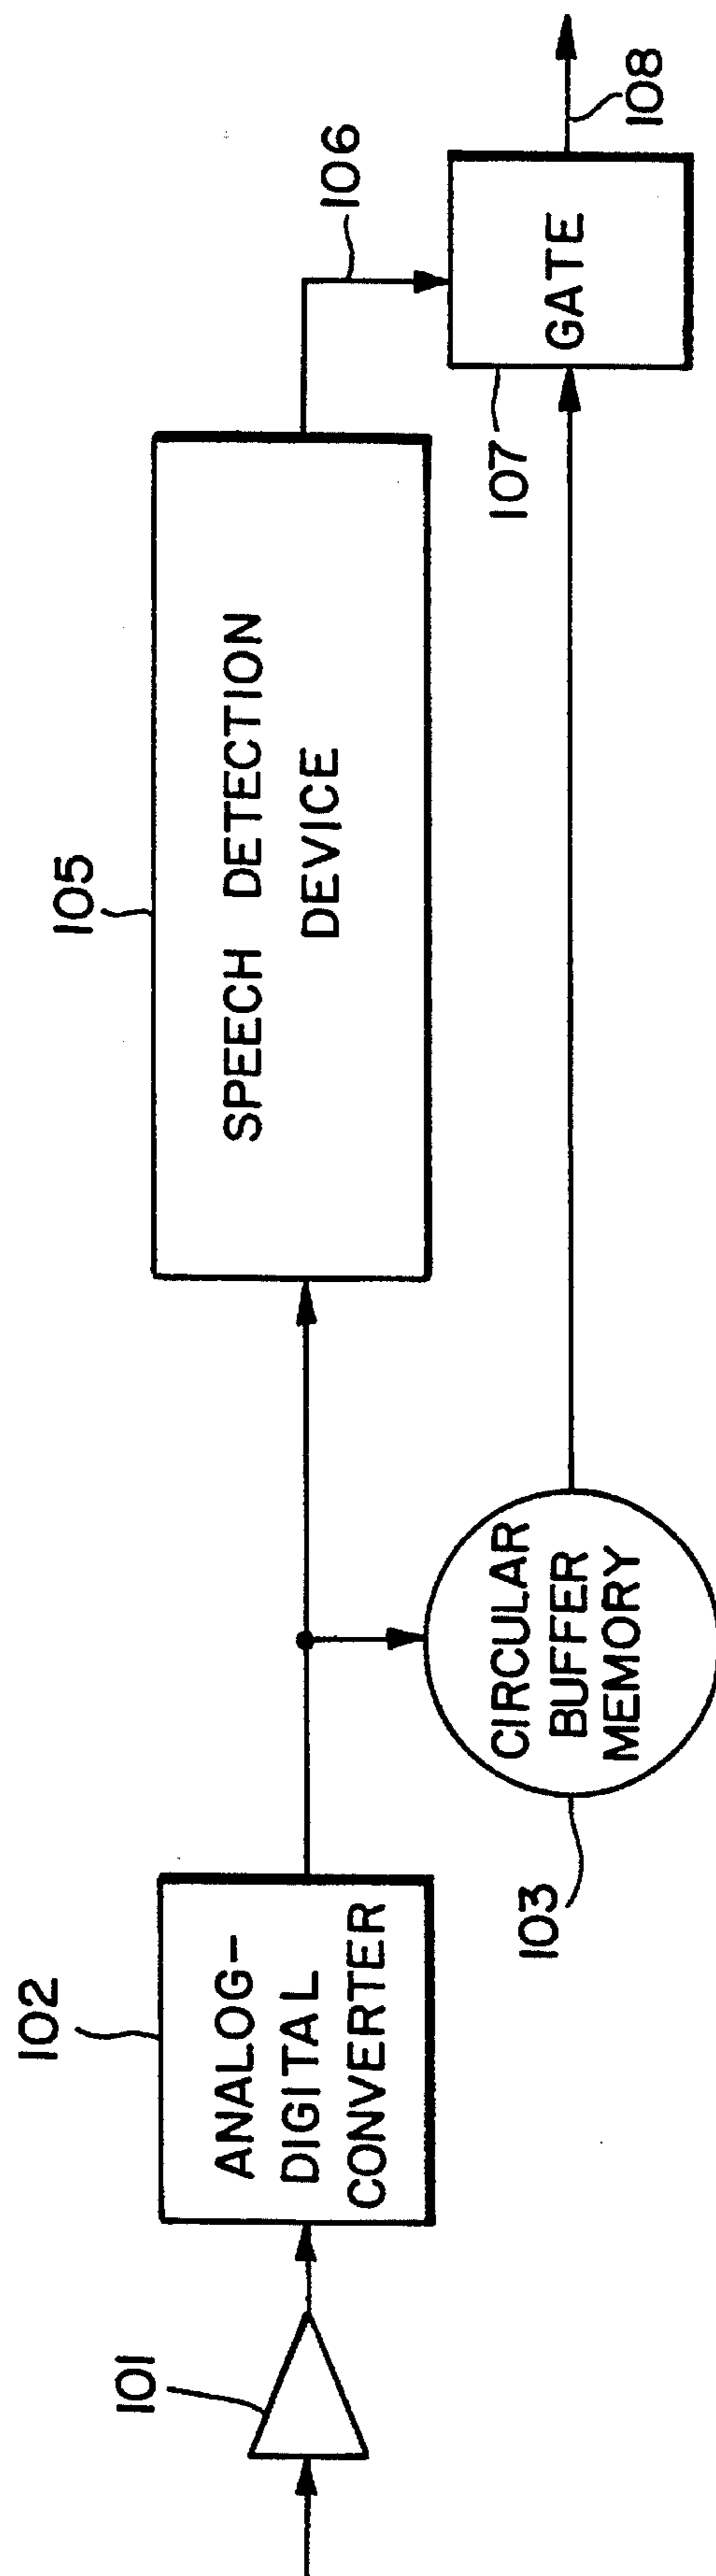 101
102
ANALOG-
DIGITAL
CONVERTER
103
CIRCULAR
BUFFER
MEMORY
105
SPEECH DETECTION
DEVICE
106
107
GATE
108